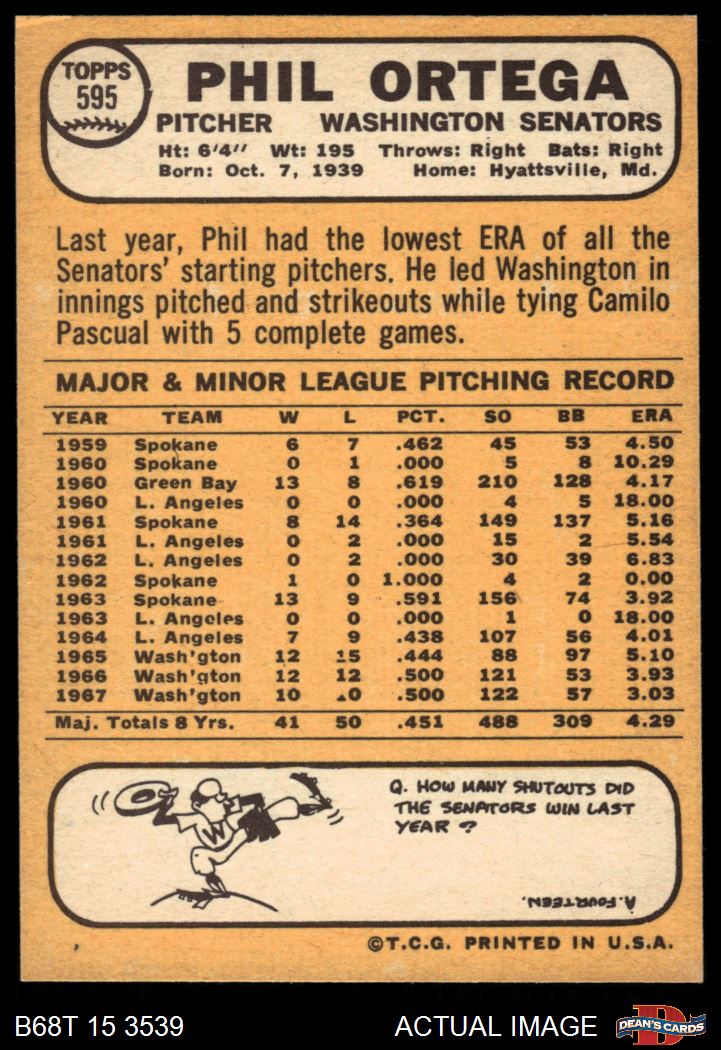 TOPPS
595
PHIL ORTEGA
PITCHER WASHINGTON SENATORS
Ht: 6'4" Wt: 195 Throws: Right Bats: Right
Born: Oct. 7, 1939 Home: Hyattsville, Md.
Last year, Phil had the lowest ERA of all the
Senators' starting pitchers. He led Washington in
innings pitched and strikeouts while tying Camilo
Pascual with 5 complete games.
MAJOR & MINOR LEAGUE PITCHING RECORD
YEAR TEAM W L PCT. SO BB ERA
1959 Spokane 6 7 .462 45 53 4.50
1960 Spokane 0 1 .000 5 8 10.29
1960 Green Bay 13 8 .619 210 128 4.17
1960 L. Angeles 0 0 .000 4 5 18.00
1961 Spokane 8 14 .364 149 137 5.16
1961 L. Angeles 0 2 .000 15 2 5.54
1962 L. Angeles 0 2 .000 30 39 6.83
1962 Spokane 1 0 1.000 4 2 0.00
1963 Spokane 13 9 .591 156 74 3.92
1963 L. Angeles 0 0 .000 1 0 18.00
1964 L. Angeles 7 9 .438 107 56 4.01
1965 Wash'gton 12 15 .444 88 97 5.10
1966 Wash'gton 12 12 .500 121 53 3.93
1967 Wash'gton 10 10 .500 122 57 3.03
Maj. Totals 8 Yrs. 41 50 .451 488 309 4.29
W
Q. HOW MANY SHUTOUTS DID
THE SENATORS WIN LAST
YEAR ?
A. FOURTEEN.
©T.C.G. PRINTED IN U.S.A.
B68T 15 3539 ACTUAL IMAGE
D
DEAN'S CARDS